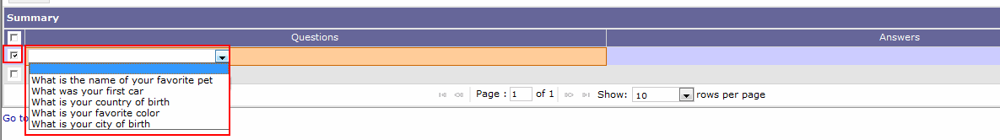 Summary
Questions Answers
What is the name of your favorite pet
What was your first car
What is your country of birth
What is your favorite color
What is your city of birth
Page : 1 of 1 Show: 10 rows per page
Go to